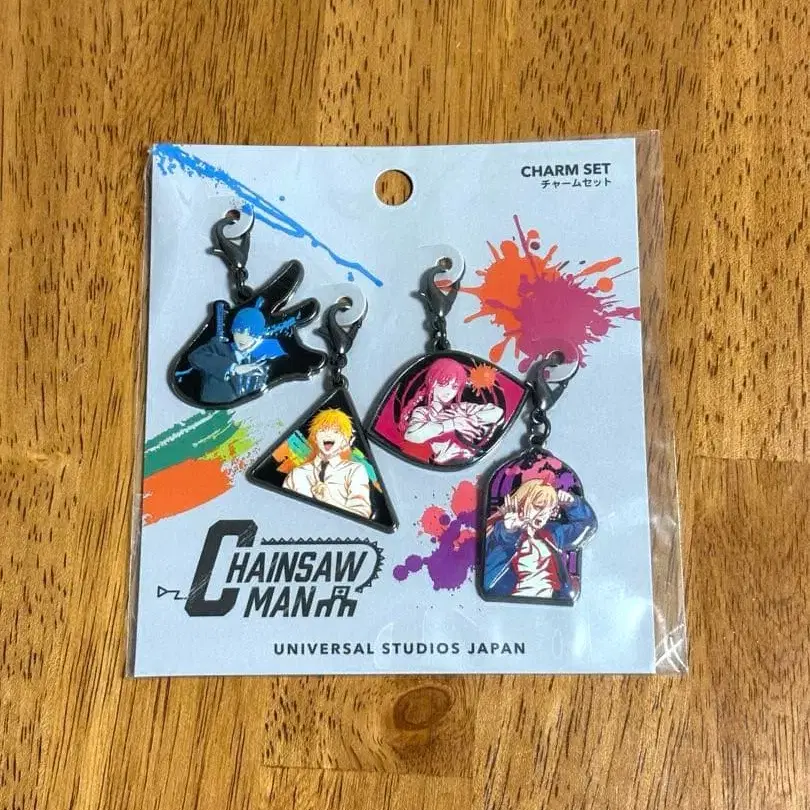 CHARM SET
チャームセット
CHAINSAW
MAN
UNIVERSAL STUDIOS JAPAN